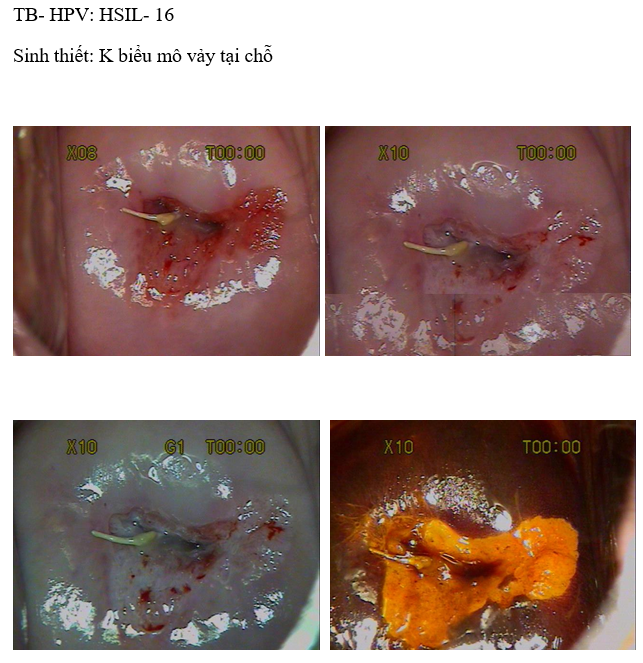 TB- HPV: HSIL- 16
Sinh thiết: K biểu mô vảy tại chỗ
X08 T00:00
X10 T00:00
X10 G1 T00:00
X10 T00:00